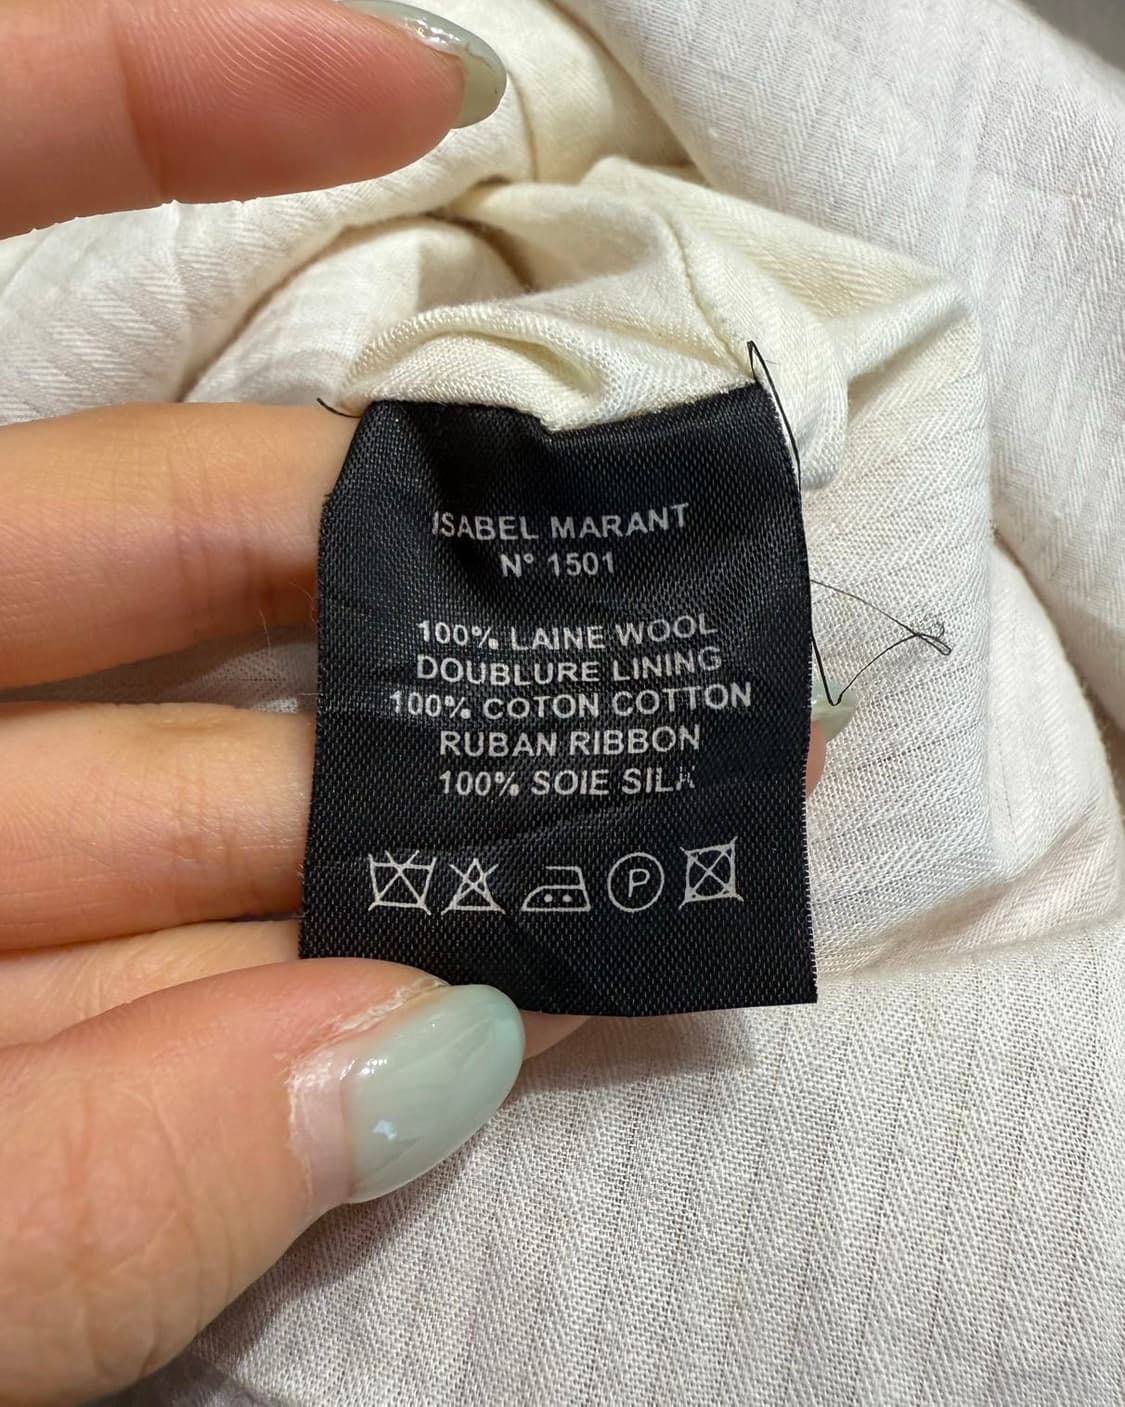 ISABEL MARANT
N° 1501
100% LAINE WOOL
DOUBLURE LINING
100% COTON COTTON
RUBAN RIBBON
100% SOIE SILK
P